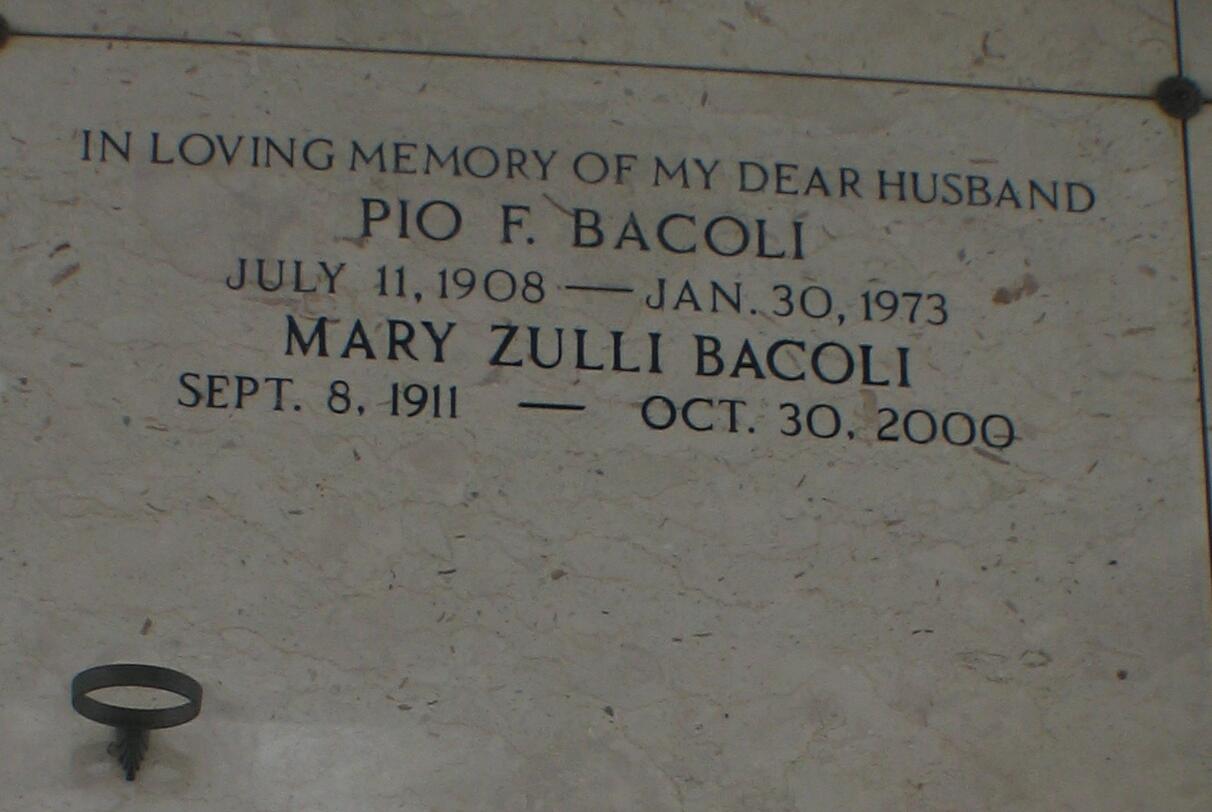 IN LOVING MEMORY OF MY DEAR HUSBAND
PIO F. BACOLI
JULY 11, 1908 — JAN. 30, 1973
MARY ZULLI BACOLI
SEPT. 8, 1911 — OCT. 30, 2000